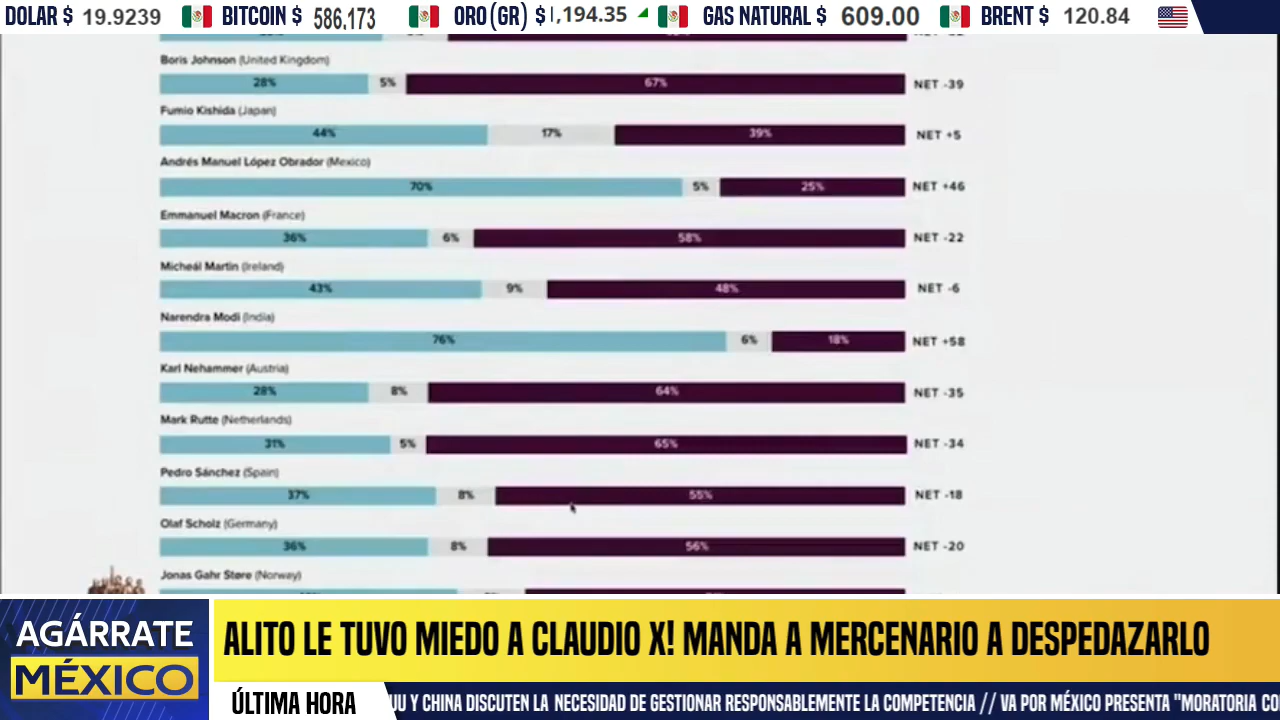 DOLAR $ 19.9239 BITCOIN $ 586,173 ORO(GR) $ 1,194.35 GAS NATURAL $ 609.00 BRENT $ 120.84
Boris Johnson (United Kingdom)
28% 5% 67% NET -39
Fumio Kishida (Japan)
44% 17% 39% NET +5
Andrés Manuel López Obrador (Mexico)
70% 5% 25% NET +46
Emmanuel Macron (France)
36% 6% 58% NET -22
Micheál Martin (Ireland)
43% 9% 48% NET -6
Narendra Modi (India)
76% 6% 18% NET +58
Karl Nehammer (Austria)
28% 8% 64% NET -35
Mark Rutte (Netherlands)
31% 5% 65% NET -34
Pedro Sánchez (Spain)
37% 8% 55% NET -18
Olaf Scholz (Germany)
36% 8% 56% NET -20
Jonas Gahr Støre (Norway)
AGÁRRATE
MÉXICO
ALITO LE TUVO MIEDO A CLAUDIO X! MANDA A MERCENARIO A DESPEDAZARLO
ÚLTIMA HORA
UU Y CHINA DISCUTEN LA NECESIDAD DE GESTIONAR RESPONSABLEMENTE LA COMPETENCIA // VA POR MÉXICO PRESENTA "MORATORIA CO